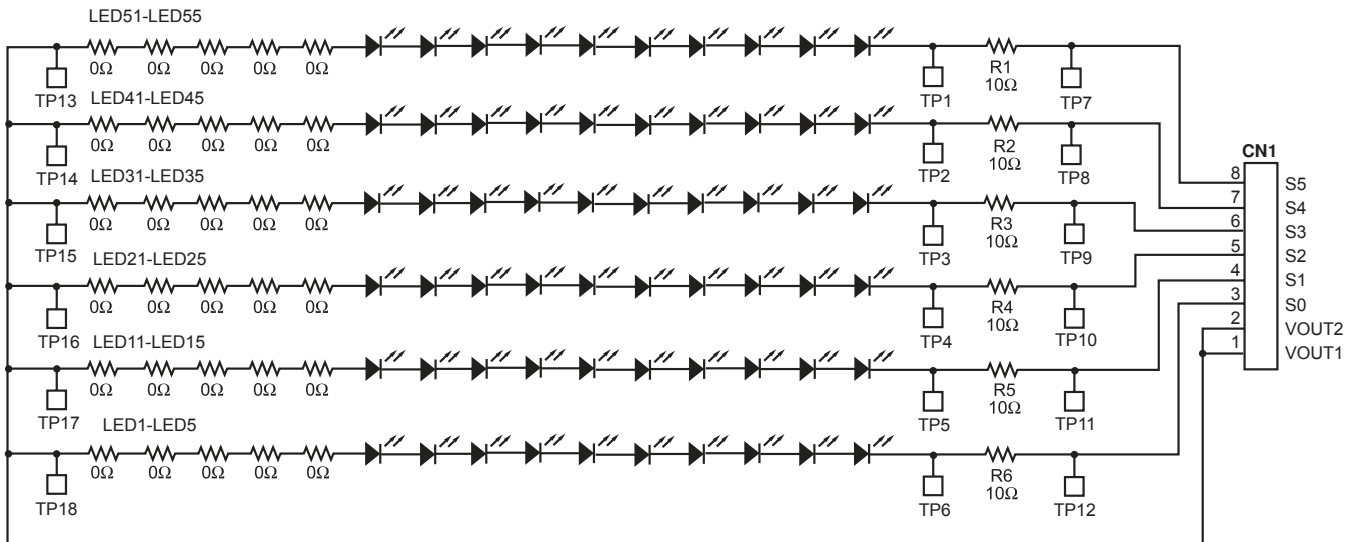 LED51-LED55
0Ω 0Ω 0Ω 0Ω 0Ω
TP13 TP1 R1 10Ω TP7
LED41-LED45
0Ω 0Ω 0Ω 0Ω 0Ω
TP14 TP2 R2 10Ω TP8
LED31-LED35
0Ω 0Ω 0Ω 0Ω 0Ω
TP15 TP3 R3 10Ω TP9
LED21-LED25
0Ω 0Ω 0Ω 0Ω 0Ω
TP16 TP4 R4 10Ω TP10
LED11-LED15
0Ω 0Ω 0Ω 0Ω 0Ω
TP17 TP5 R5 10Ω TP11
LED1-LED5
0Ω 0Ω 0Ω 0Ω 0Ω
TP18 TP6 R6 10Ω TP12
CN1
8 S5
7 S4
6 S3
5 S2
4 S1
3 S0
2 VOUT2
1 VOUT1